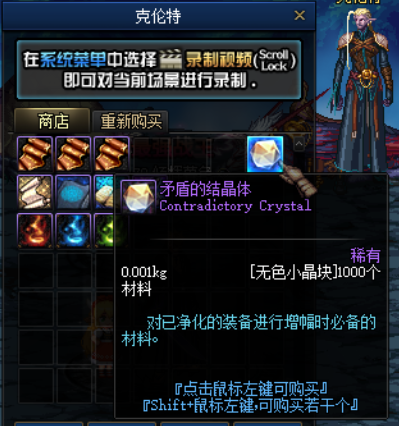 克伦特
克伦特
在系统菜单中选择 录制视频(Scroll Lock)
即可对当前场景进行录制.
商店 重新购买
矛盾的结晶体
Contradictory Crystal
稀有
0.001kg [无色小晶块]1000个
材料
对已净化的装备进行增幅时必备的
材料。
『点击鼠标左键可购买』
『Shift+鼠标左键,可购买若干个』